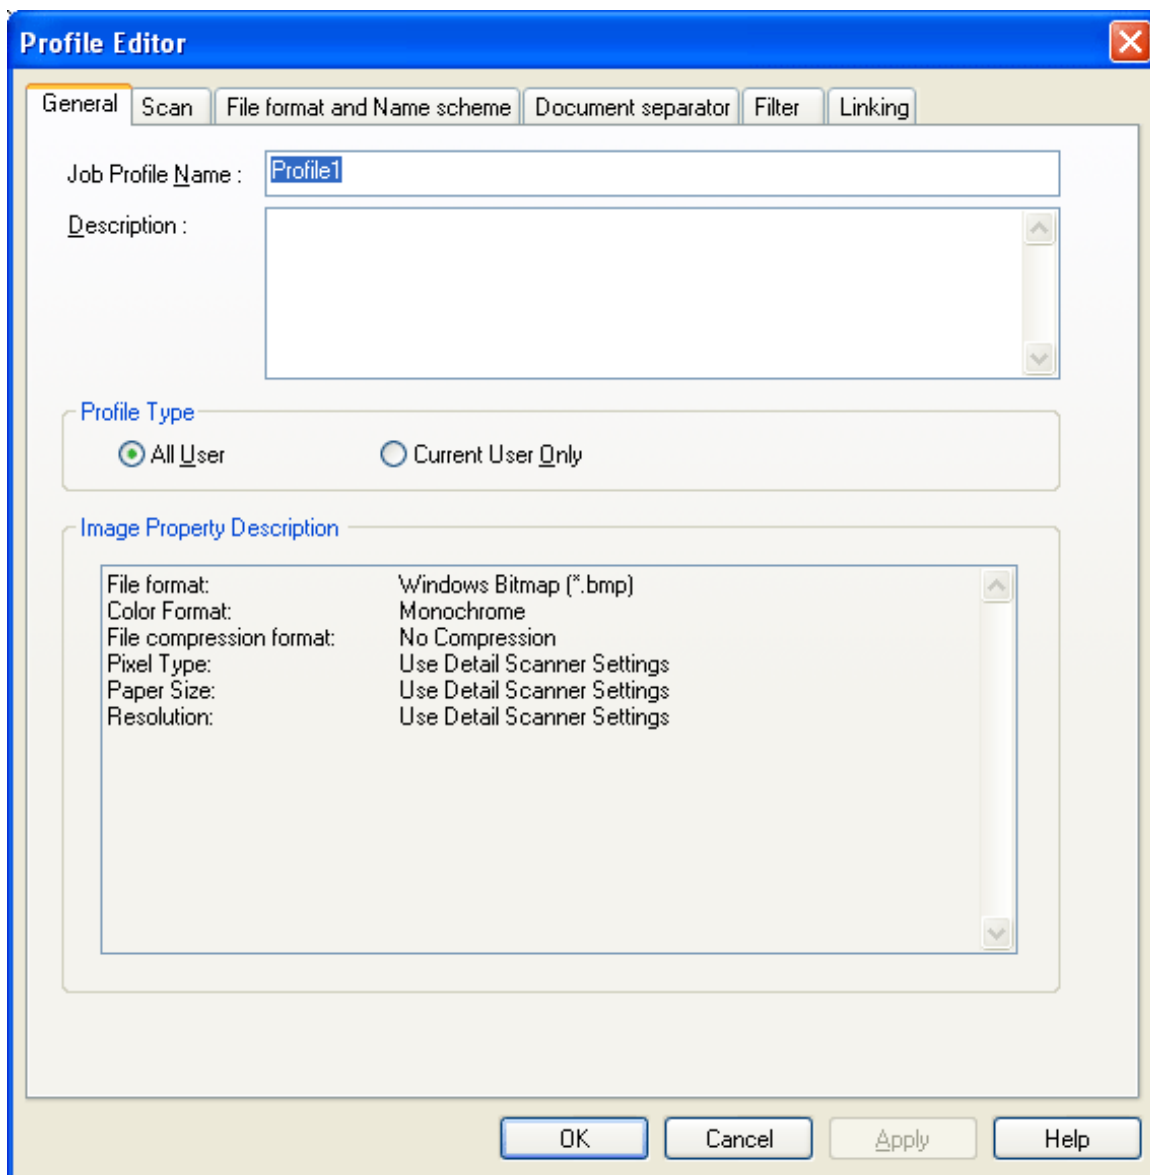 Profile Editor
General Scan File format and Name scheme Document separator Filter Linking
Job Profile Name : Profile1
Description :
Profile Type
All User Current User Only
Image Property Description
File format: Windows Bitmap (*.bmp)
Color Format: Monochrome
File compression format: No Compression
Pixel Type: Use Detail Scanner Settings
Paper Size: Use Detail Scanner Settings
Resolution: Use Detail Scanner Settings
OK Cancel Apply Help